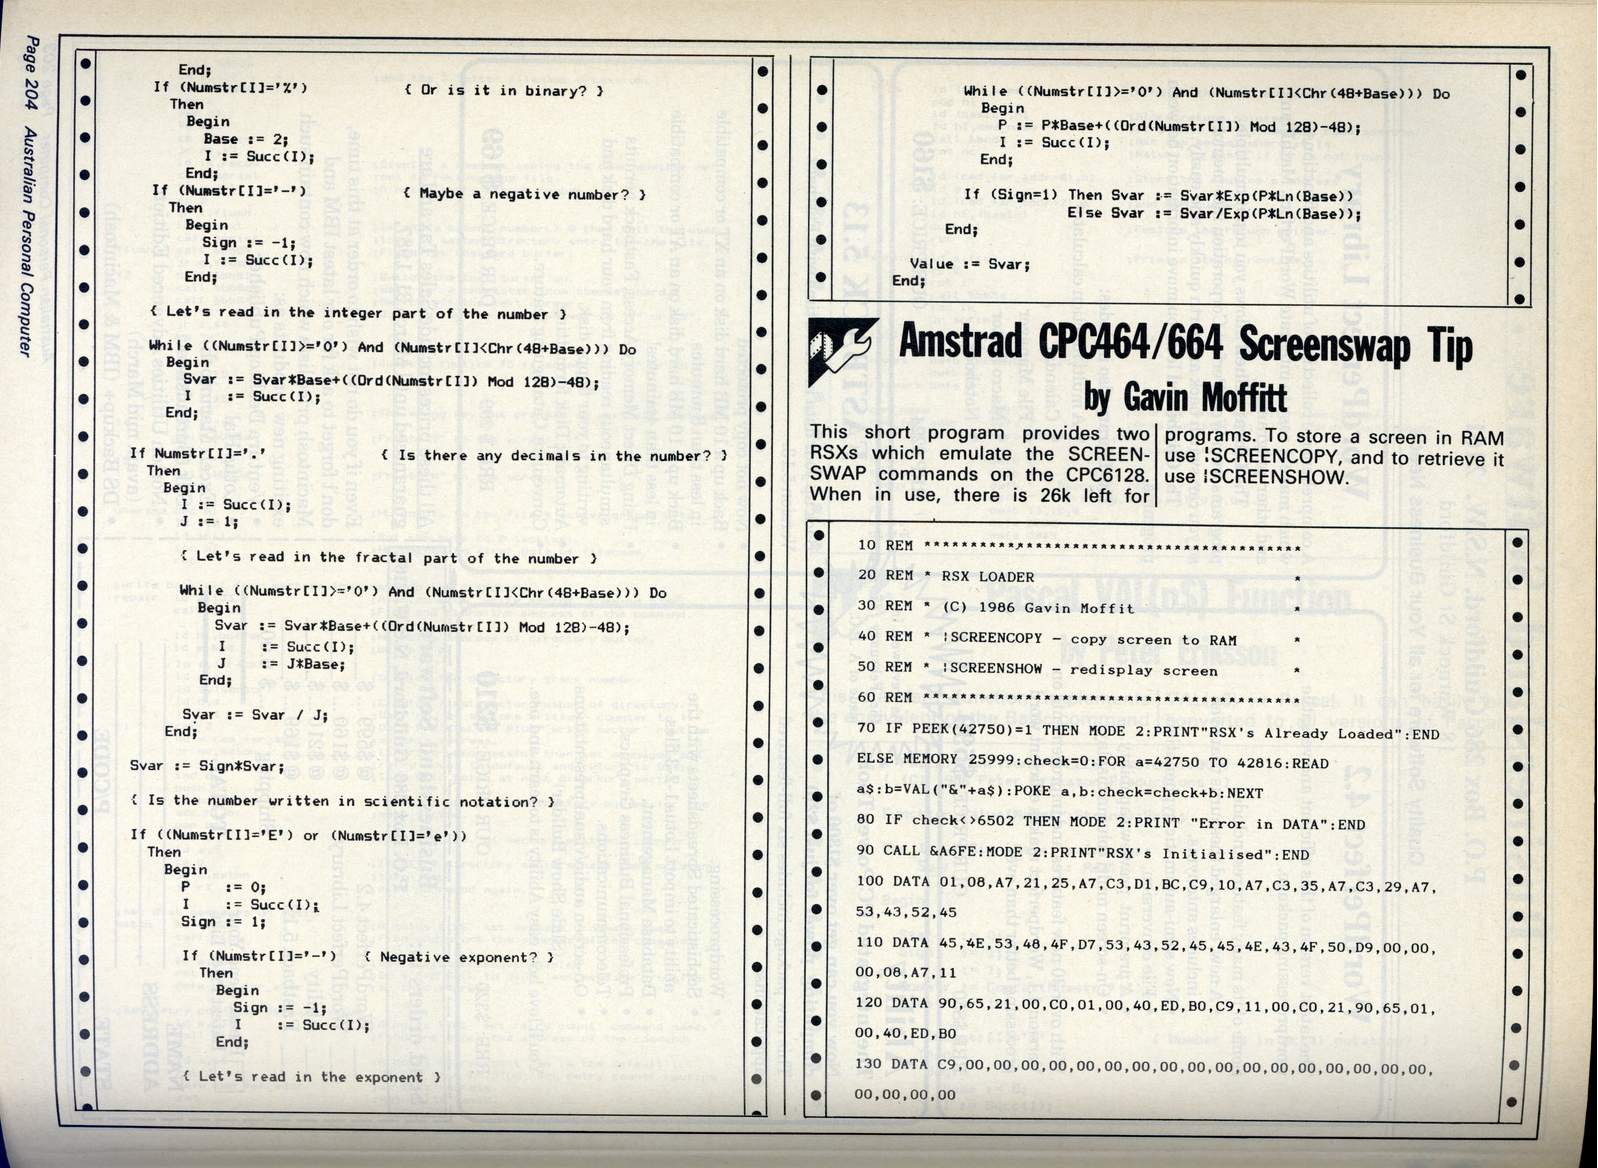 Page 204 Australian Personal Computer
End;
If (Numstr[I]='%') { Or is it in binary? }
Then
Begin
Base := 2;
I := Succ(I);
End;
If (Numstr[I]='-') { Maybe a negative number? }
Then
Begin
Sign := -1;
I := Succ(I);
End;
{ Let's read in the integer part of the number }
While ((Numstr[I]>='0') And (Numstr[I]<Chr(48+Base))) Do
Begin
Svar := Svar*Base+((Ord(Numstr[I]) Mod 128)-48);
I := Succ(I);
End;
If Numstr[I]='.' { Is there any decimals in the number? }
Then
Begin
I := Succ(I);
J := 1;
{ Let's read in the fractal part of the number }
While ((Numstr[I]>='0') And (Numstr[I]<Chr(48+Base))) Do
Begin
Svar := Svar*Base+((Ord(Numstr[I]) Mod 128)-48);
I := Succ(I);
J := J*Base;
End;
Svar := Svar / J;
End;
Svar := Sign*Svar;
{ Is the number written in scientific notation? }
If ((Numstr[I]='E') or (Numstr[I]='e'))
Then
Begin
P := 0;
I := Succ(I);
Sign := 1;
If (Numstr[I]='-') { Negative exponent? }
Then
Begin
Sign := -1;
I := Succ(I);
End;
{ Let's read in the exponent }
While ((Numstr[I]>='0') And (Numstr[I]<Chr(48+Base))) Do
Begin
P := P*Base+((Ord(Numstr[I]) Mod 128)-48);
I := Succ(I);
End;
If (Sign=1) Then Svar := Svar*Exp(P*Ln(Base))
Else Svar := Svar/Exp(P*Ln(Base));
End;
Value := Svar;
End;
Amstrad CPC464/664 Screenswap Tip
by Gavin Moffitt
This short program provides two
RSXs which emulate the SCREEN-
SWAP commands on the CPC6128.
When in use, there is 26k left for
programs. To store a screen in RAM
use ¦SCREENCOPY, and to retrieve it
use ¦SCREENSHOW.
10 REM *****************************************
20 REM * RSX LOADER *
30 REM * (C) 1986 Gavin Moffit *
40 REM * ¦SCREENCOPY - copy screen to RAM *
50 REM * ¦SCREENSHOW - redisplay screen *
60 REM *****************************************
70 IF PEEK(42750)=1 THEN MODE 2:PRINT"RSX's Already Loaded":END
ELSE MEMORY 25999:check=0:FOR a=42750 TO 42816:READ
a$:b=VAL("&"+a$):POKE a,b:check=check+b:NEXT
80 IF check<>6502 THEN MODE 2:PRINT "Error in DATA":END
90 CALL &A6FE:MODE 2:PRINT"RSX's Initialised":END
100 DATA 01,08,A7,21,25,A7,C3,D1,BC,C9,10,A7,C3,35,A7,C3,29,A7,
53,43,52,45
110 DATA 45,4E,53,48,4F,D7,53,43,52,45,45,4E,43,4F,50,D9,00,00,
00,08,A7,11
120 DATA 90,65,21,00,C0,01,00,40,ED,B0,C9,11,00,C0,21,90,65,01,
00,40,ED,B0
130 DATA C9,00,00,00,00,00,00,00,00,00,00,00,00,00,00,00,00,00,
00,00,00,00